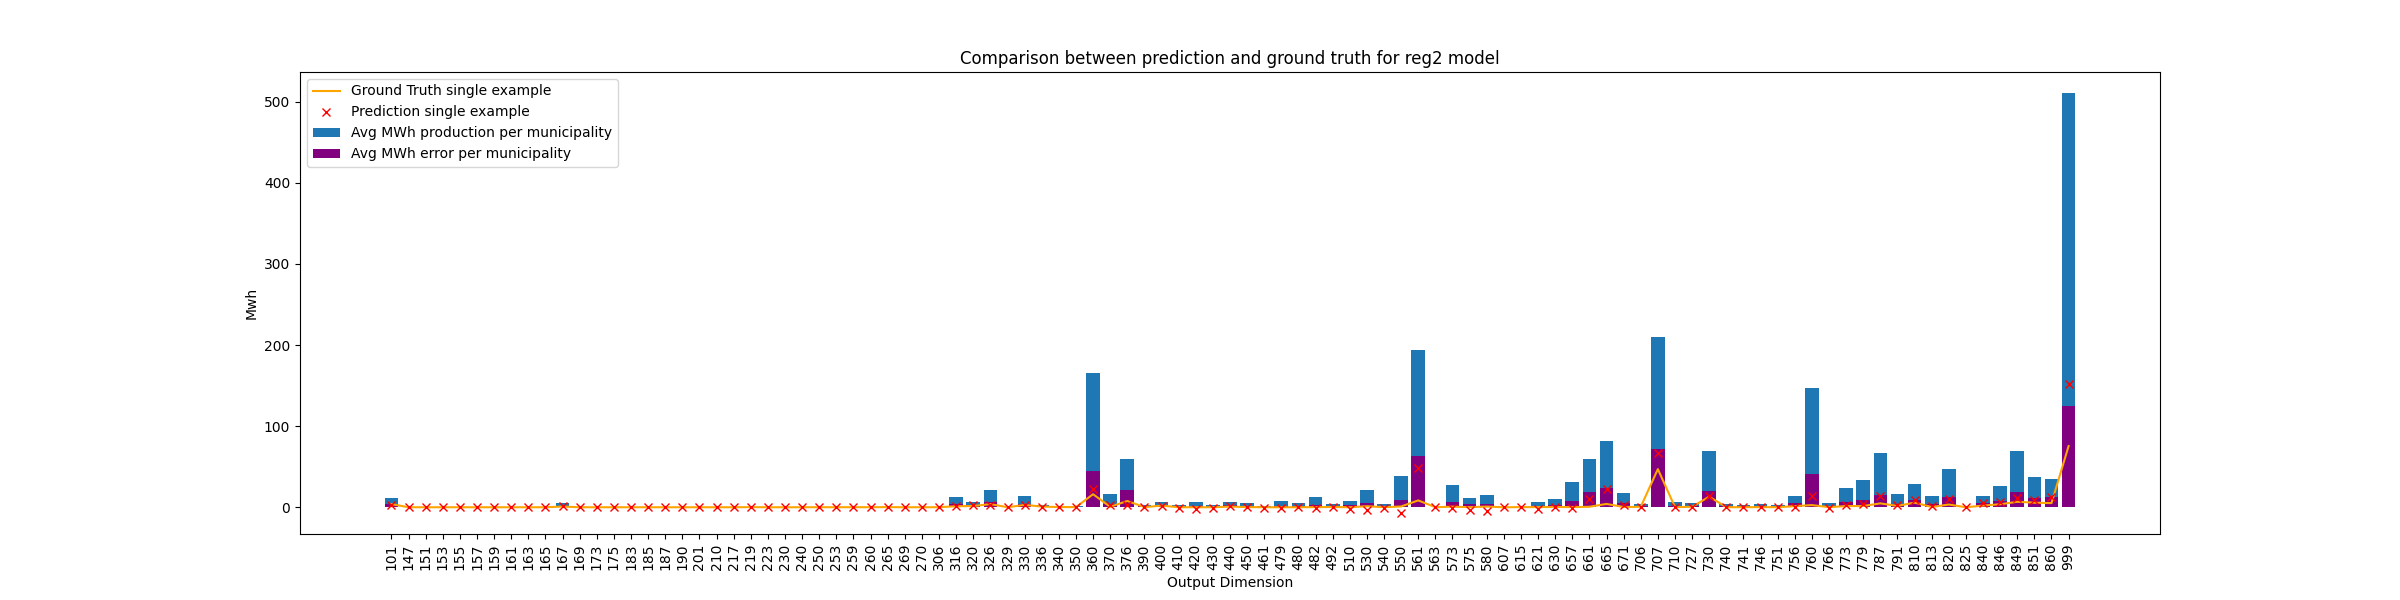 Comparison between prediction and ground truth for reg2 model
Ground Truth single example
Prediction single example
Avg MWh production per municipality
Avg MWh error per municipality
500
400
300
200
100
0
Mwh
101 147 151 153 155 157 159 161 163 165 167 169 173 175 183 185 187 190 201 210 217 219 223 230 240 250 253 259 260 265 269 270 306 316 320 326 329 330 336 340 350 360 370 376 390 400 410 420 430 440 450 461 479 480 482 492 510 530 540 550 561 563 573 575 580 607 615 621 630 657 661 665 671 706 707 710 727 730 740 741 746 751 756 760 766 773 779 787 791 810 813 820 825 840 846 849 851 860 999
Output Dimension